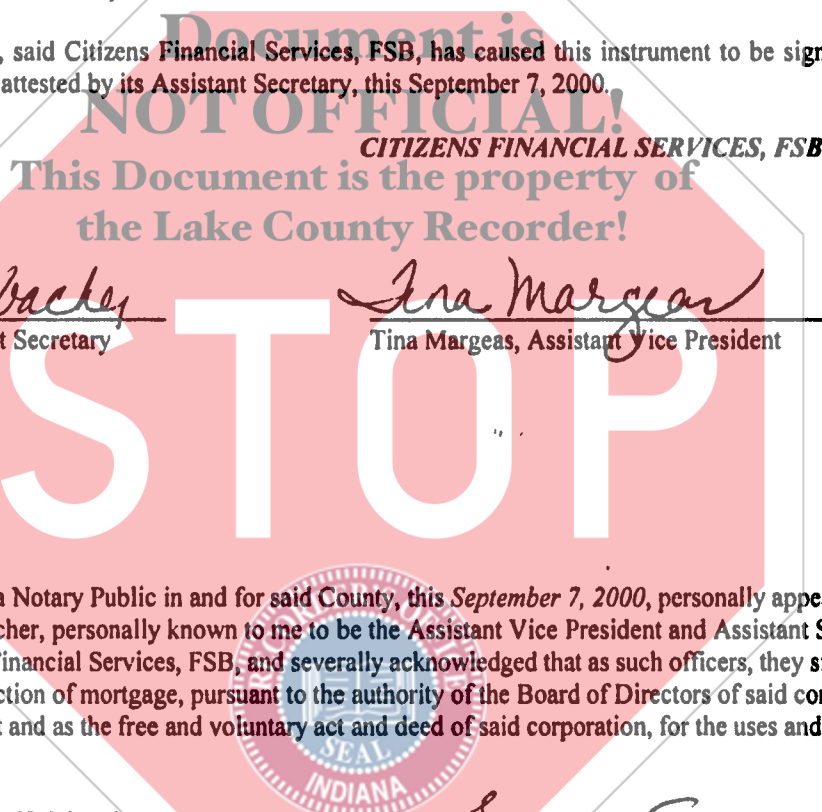 Document is
, said Citizens Financial Services, FSB, has caused this instrument to be sig
attested by its Assistant Secretary, this September 7, 2000.
NOT OFFICIAL!
CITIZENS FINANCIAL SERVICES, FSB
This Document is the property of
the Lake County Recorder!
Tina Margeas
t Secretary
Tina Margeas, Assistant Vice President
STOP
a Notary Public in and for said County, this September 7, 2000, personally appe
cher, personally known to me to be the Assistant Vice President and Assistant S
inancial Services, FSB, and severally acknowledged that as such officers, they s
ction of mortgage, pursuant to the authority of the Board of Directors of said co
t and as the free and voluntary act and deed of said corporation, for the uses and
SEAL
INDIANA